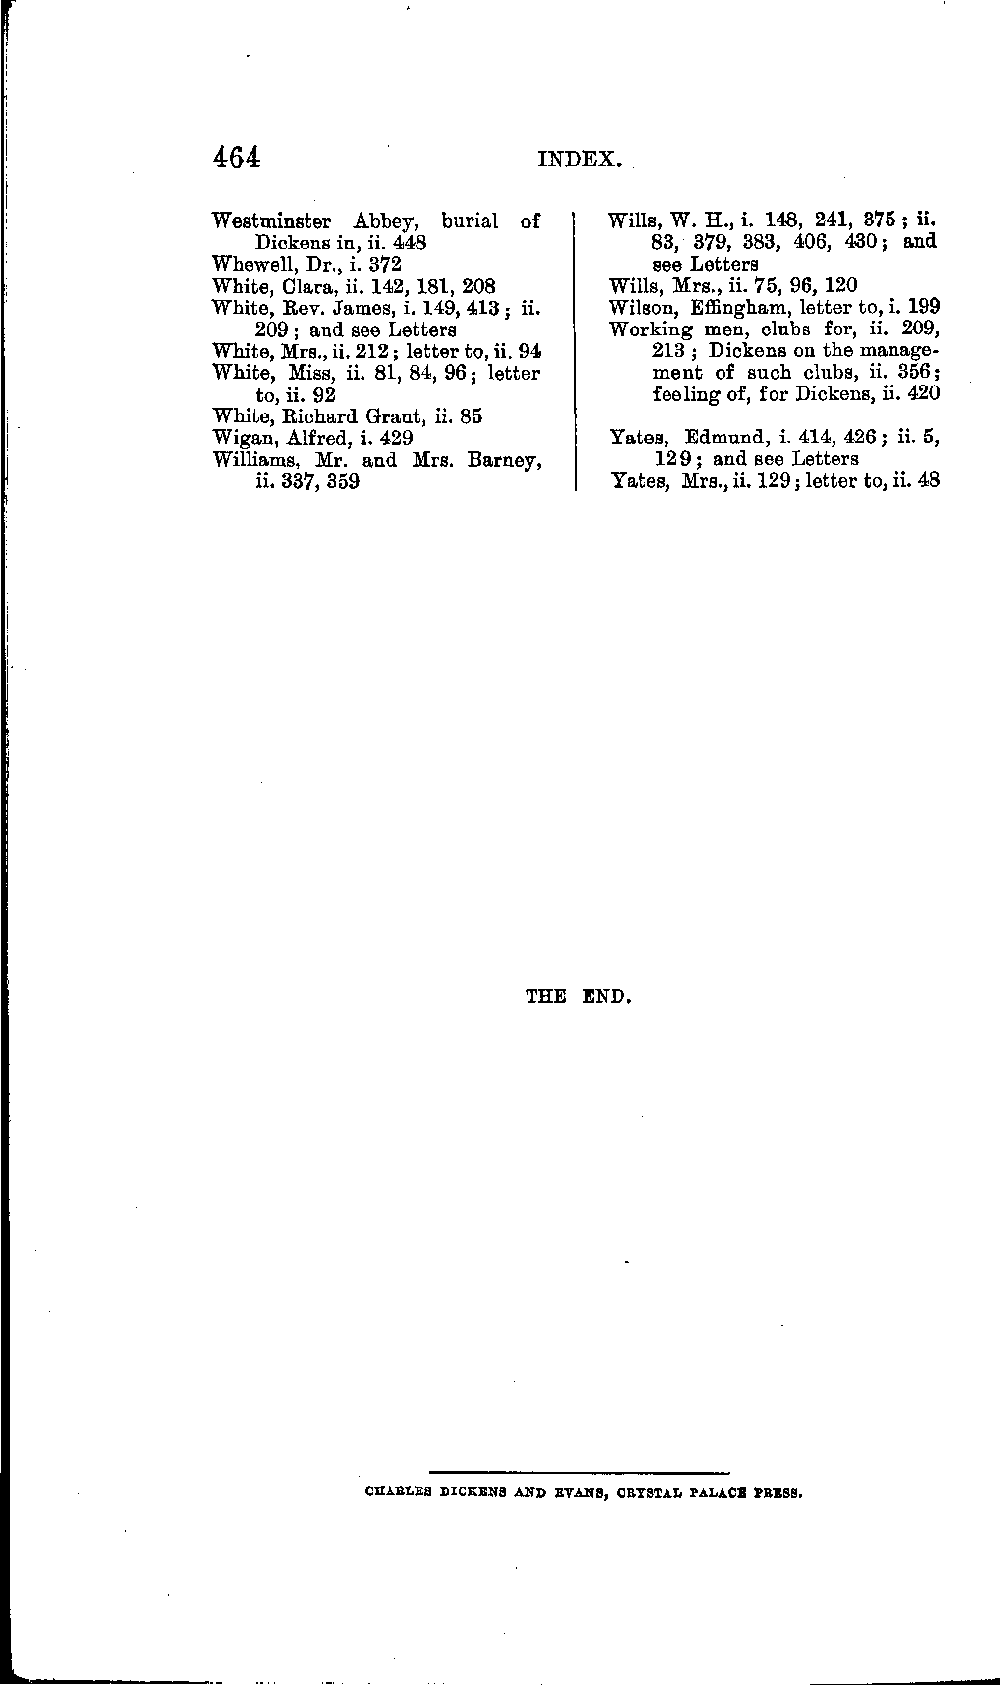 464 INDEX.
Westminster Abbey, burial of
Dickens in, ii. 448
Whewell, Dr., i. 372
White, Clara, ii. 142, 181, 208
White, Rev. James, i. 149, 413; ii.
209; and see Letters
White, Mrs., ii. 212; letter to, ii. 94
White, Miss, ii. 81, 84, 96; letter
to, ii. 92
White, Richard Grant, ii. 85
Wigan, Alfred, i. 429
Williams, Mr. and Mrs. Barney,
ii. 337, 359
Wills, W. H., i. 148, 241, 375; ii.
83, 379, 383, 406, 430; and
see Letters
Wills, Mrs., ii. 75, 96, 120
Wilson, Effingham, letter to, i. 199
Working men, clubs for, ii. 209,
213; Dickens on the manage-
ment of such clubs, ii. 356;
feeling of, for Dickens, ii. 420
Yates, Edmund, i. 414, 426; ii. 5,
129; and see Letters
Yates, Mrs., ii. 129; letter to, ii. 48
THE END.
CHARLES DICKENS AND EVANS, CRYSTAL PALACE PRESS.